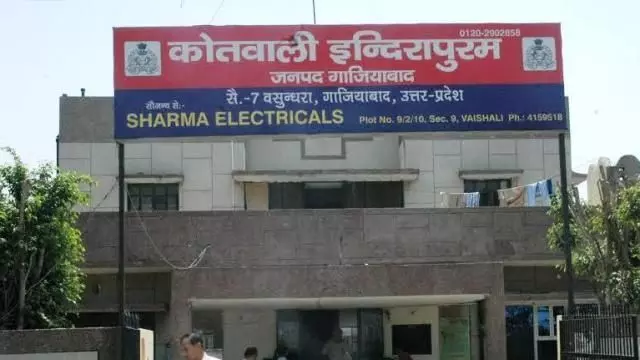 0120-2902858
कोतवाली इन्दिरापुरम
जनपद गाजियाबाद
सै.-7 वसुन्धरा, गाजियाबाद, उत्तर-प्रदेश
सौजन्य से:-
SHARMA ELECTRICALS Plot No. 9/2/10, Sec. 9, VAISHALI Ph.: 4159518